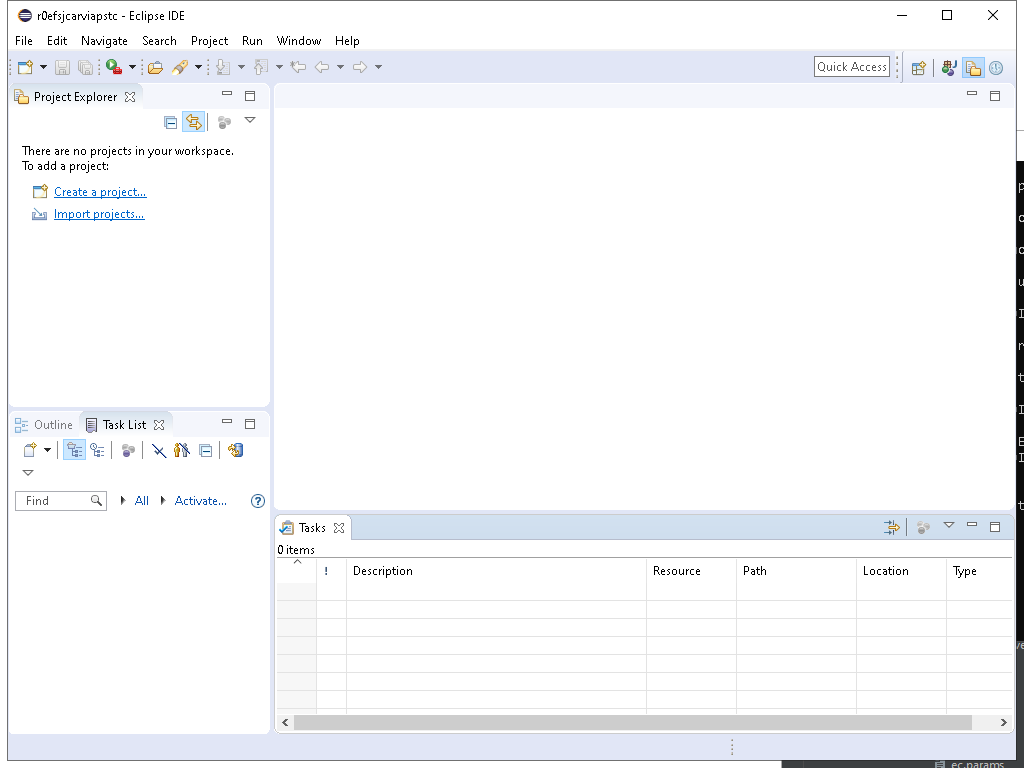 r0efsjcarviapstc - Eclipse IDE
File Edit Navigate Search Project Run Window Help
Quick Access
Project Explorer
There are no projects in your workspace.
To add a project:
Create a project...
Import projects...
Outline Task List
Find All Activate...
Tasks
0 items
! Description Resource Path Location Type
ec.params